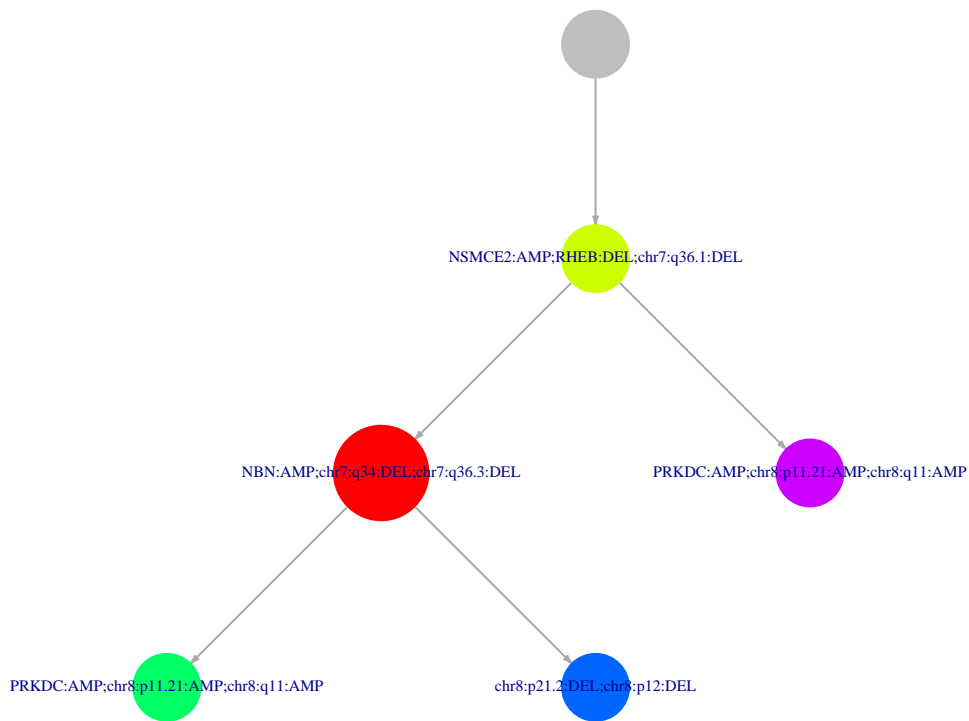 NSMCE2:AMP;RHEB:DEL;chr7:q36.1:DEL
NBN:AMP;chr7:q34:DEL;chr7:q36.3:DEL
PRKDC:AMP;chr8:p11.21:AMP;chr8:q11:AMP
PRKDC:AMP;chr8:p11.21:AMP;chr8:q11:AMP
chr8:p21.2:DEL;chr8:p12:DEL